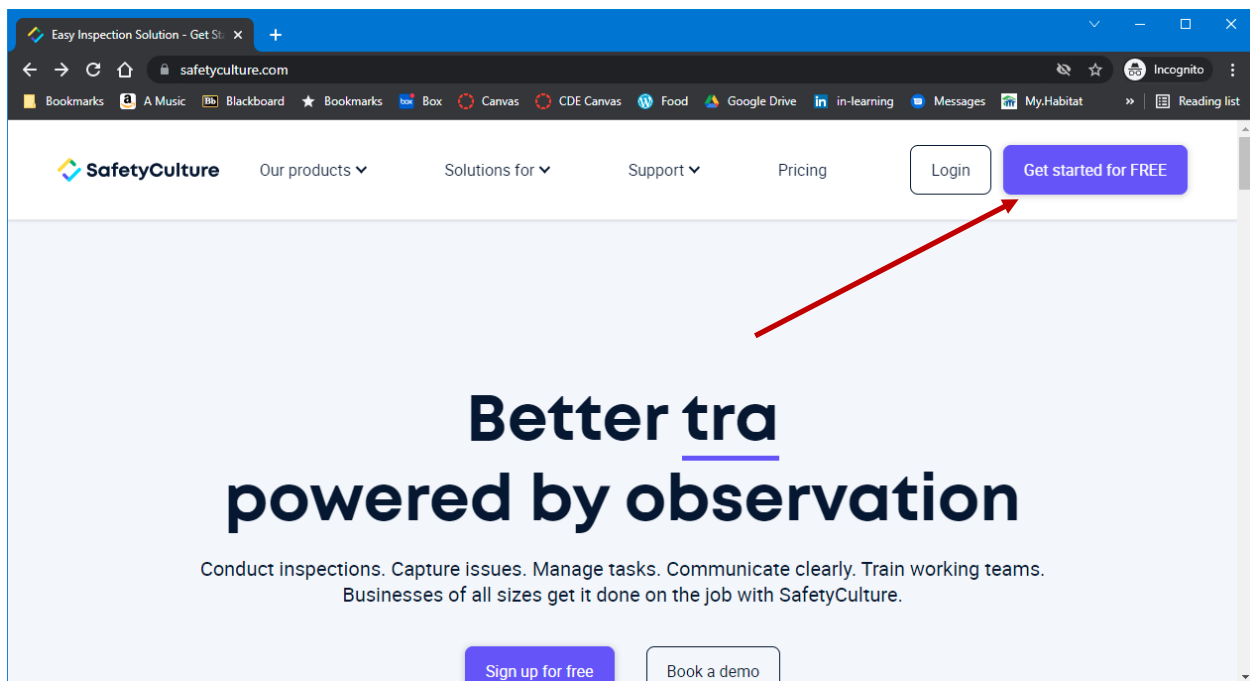 Easy Inspection Solution - Get St
safetyculture.com
Incognito
Bookmarks A Music Bb Blackboard Bookmarks box Box Canvas CDE Canvas Food Google Drive in in-learning Messages My.Habitat » Reading list
SafetyCulture Our products Solutions for Support Pricing Login Get started for FREE
Better tra
powered by observation
Conduct inspections. Capture issues. Manage tasks. Communicate clearly. Train working teams.
Businesses of all sizes get it done on the job with SafetyCulture.
Sign up for free Book a demo